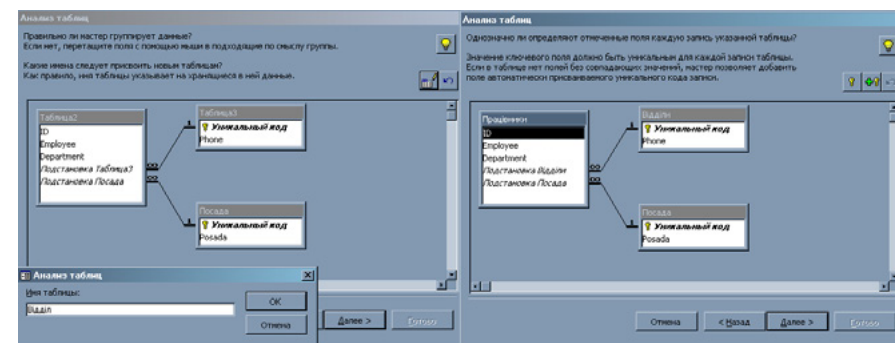 Анализ таблиц
Правильно ли мастер группирует данные?
Если нет, перетащите поля с помощью мыши в подходящие по смыслу группы.
Какие имена следует присвоить новым таблицам?
Как правило, имя таблицы указывает на хранящиеся в ней данные.
Таблица2
ID
Employee
Department
Подстановка Таблица3
Подстановка Посада
Таблица3
Уникальный код
Phone
Посада
Уникальный код
Posada
Анализ таблиц
Имя таблицы:
Відділ
OK
Отмена
Далее >
Готово
Анализ таблиц
Однозначно ли определяют отмеченные поля каждую запись указанной таблицы?
Значение ключевого поля должно быть уникальным для каждой записи таблицы.
Если в таблице нет полей без совпадающих значений, мастер позволяет добавить
поле автоматически присваиваемого уникального кода записи.
Працівники
ID
Employee
Department
Подстановка Відділи
Подстановка Посада
Відділи
Уникальный код
Phone
Посада
Уникальный код
Posada
Отмена
< Назад
Далее >
Готово